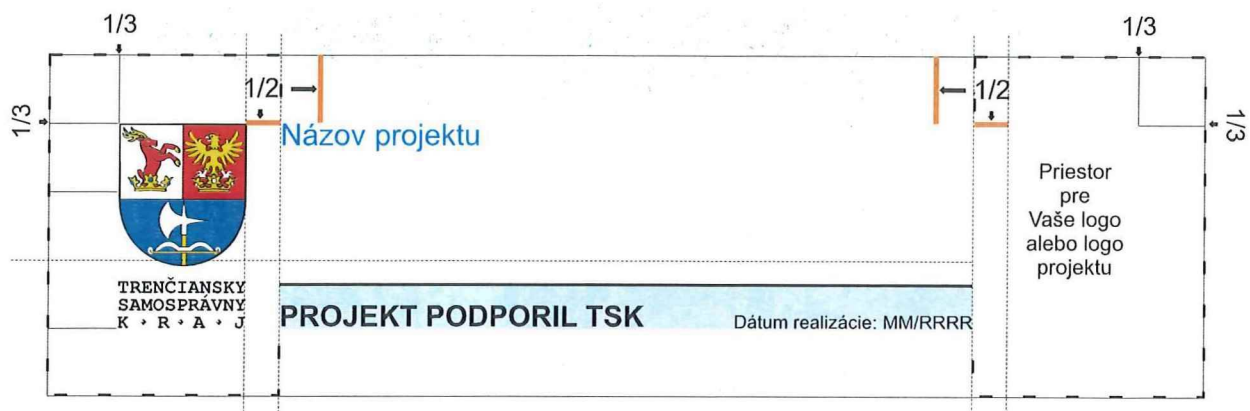 1/3
1/3
1/2
1/2
1/3
1/3
Názov projektu
Priestor
pre
Vaše logo
alebo logo
projektu
TRENČIANSKY
SAMOSPRÁVNY
K · R · A · J
PROJEKT PODPORIL TSK
Dátum realizácie: MM/RRRR